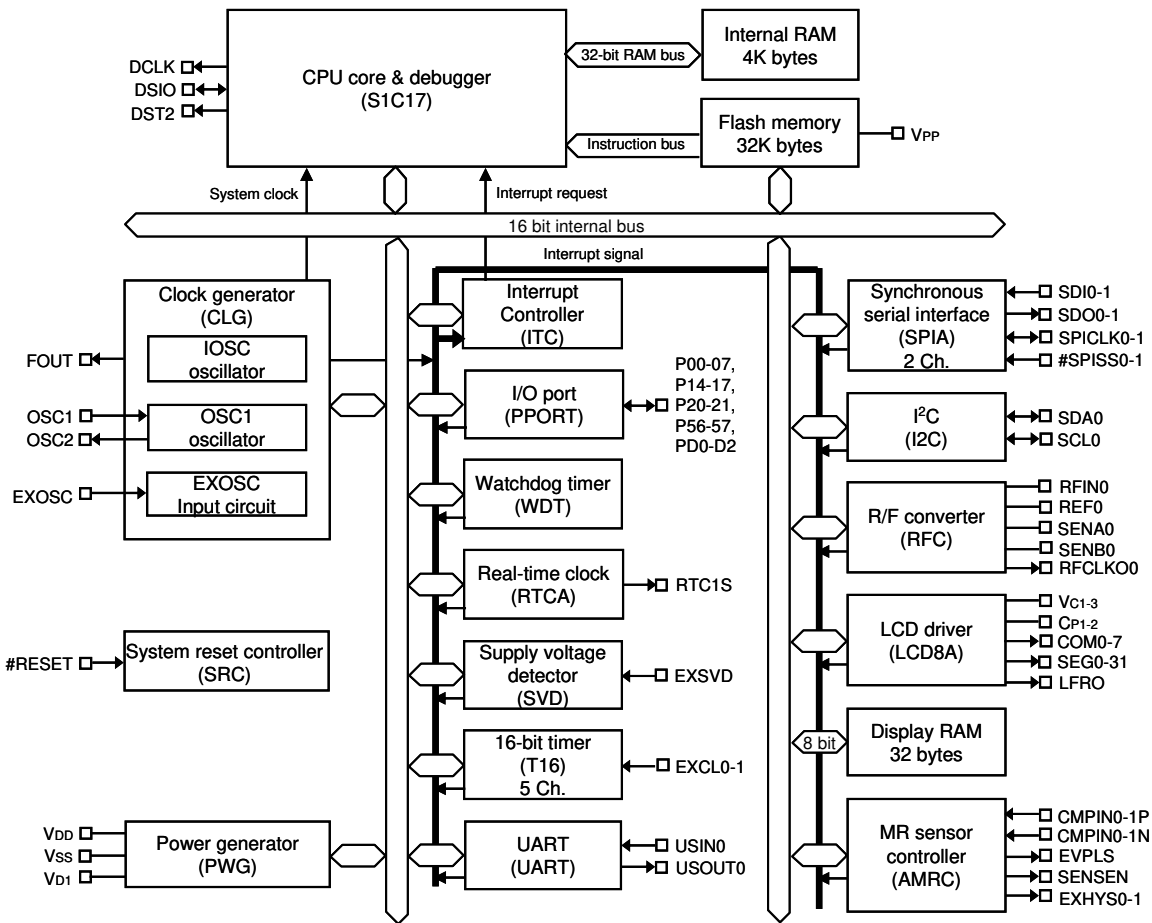 Internal RAM
4K bytes
32-bit RAM bus
CPU core & debugger
(S1C17)
DCLK
DSIO
DST2
Flash memory
32K bytes
VPP
Instruction bus
System clock
Interrupt request
16 bit internal bus
Interrupt signal
Clock generator
(CLG)
IOSC
oscillator
OSC1
oscillator
EXOSC
Input circuit
FOUT
OSC1
OSC2
EXOSC
System reset controller
(SRC)
#RESET
Power generator
(PWG)
VDD
VSS
VD1
Interrupt
Controller
(ITC)
I/O port
(PPORT)
P00-07,
P14-17,
P20-21,
P56-57,
PD0-D2
Watchdog timer
(WDT)
Real-time clock
(RTCA)
RTC1S
Supply voltage
detector
(SVD)
EXSVD
16-bit timer
(T16)
5 Ch.
EXCL0-1
UART
(UART)
USIN0
USOUT0
Synchronous
serial interface
(SPIA)
2 Ch.
SDI0-1
SDO0-1
SPICLK0-1
#SPISS0-1
I²C
(I2C)
SDA0
SCL0
R/F converter
(RFC)
RFIN0
REF0
SENA0
SENB0
RFCLKO0
LCD driver
(LCD8A)
VC1-3
CP1-2
COM0-7
SEG0-31
LFRO
8 bit
Display RAM
32 bytes
MR sensor
controller
(AMRC)
CMPIN0-1P
CMPIN0-1N
EVPLS
SENSEN
EXHYS0-1